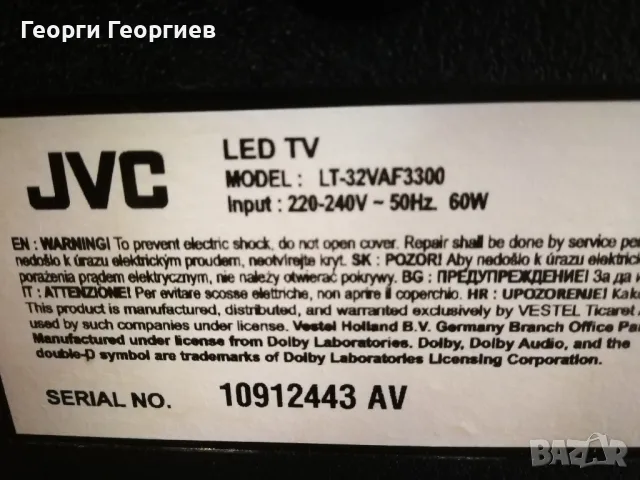 Георги Георгиев
JVC
LED TV
MODEL : LT-32VAF3300
Input : 220-240V ~ 50Hz. 60W
EN : WARNING! To prevent electric shock, do not open cover. Repair shall be done by service pe
nedošlo k úrazu elektrickým proudem, neotvírejte kryt. SK : POZOR! Aby nedošlo k úrazu elektric
porażenia prądem elektrycznym, nie należy otwierać pokrywy. BG : ПРЕДУПРЕЖДЕНИЕ! За да и
IT : ATTENZIONE! Per evitare scosse elettriche, non aprire il coperchio. HR : UPOZORENJE! Kako
This product is manufactured, distributed, and warranted exclusively by VESTEL Ticaret A
used by such companies under license. Vestel Holland B.V. Germany Branch Office Pa
Manufactured under license from Dolby Laboratories. Dolby, Dolby Audio, and the
double-D symbol are trademarks of Dolby Laboratories Licensing Corporation.
SERIAL NO. 10912443 AV
BAZAR